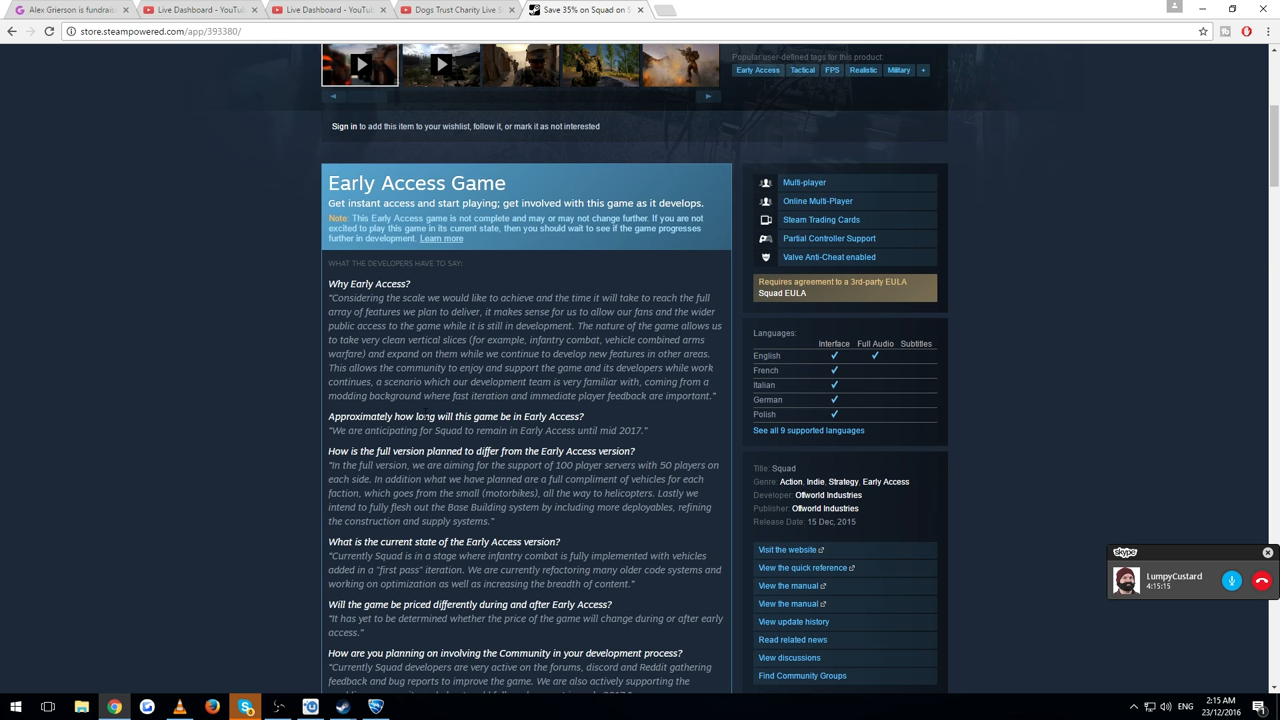 Alex Grierson is fundrais
Live Dashboard - YouTub
Live Dashboard - YouTub
Dogs Trust Charity Live S
Save 35% on Squad on S
store.steampowered.com/app/393380/
Popular user-defined tags for this product:
Early Access Tactical FPS Realistic Military +
Sign in to add this item to your wishlist, follow it, or mark it as not interested
Early Access Game
Get instant access and start playing; get involved with this game as it develops.
Note: This Early Access game is not complete and may or may not change further. If you are not
excited to play this game in its current state, then you should wait to see if the game progresses
further in development. Learn more
WHAT THE DEVELOPERS HAVE TO SAY:
Why Early Access?
"Considering the scale we would like to achieve and the time it will take to reach the full
array of features we plan to deliver, it makes sense for us to allow our fans and the wider
public access to the game while it is still in development. The nature of the game allows us
to take very clean vertical slices (for example, infantry combat, vehicle combined arms
warfare) and expand on them while we continue to develop new features in other areas.
This allows the community to enjoy and support the game and its developers while work
continues, a scenario which our development team is very familiar with, coming from a
modding background where fast iteration and immediate player feedback are important."
Approximately how long will this game be in Early Access?
"We are anticipating for Squad to remain in Early Access until mid 2017."
How is the full version planned to differ from the Early Access version?
"In the full version, we are aiming for the support of 100 player servers with 50 players on
each side. In addition what we have planned are a full compliment of vehicles for each
faction, which goes from the small (motorbikes), all the way to helicopters. Lastly we
intend to fully flesh out the Base Building system by including more deployables, refining
the construction and supply systems."
What is the current state of the Early Access version?
"Currently Squad is in a stage where infantry combat is fully implemented with vehicles
added in a "first pass" iteration. We are currently refactoring many older code systems and
working on optimization as well as increasing the breadth of content."
Will the game be priced differently during and after Early Access?
"It has yet to be determined whether the price of the game will change during or after early
access."
How are you planning on involving the Community in your development process?
"Currently Squad developers are very active on the forums, discord and Reddit gathering
feedback and bug reports to improve the game. We are also actively supporting the
Multi-player
Online Multi-Player
Steam Trading Cards
Partial Controller Support
Valve Anti-Cheat enabled
Requires agreement to a 3rd-party EULA
Squad EULA
Languages:
Interface Full Audio Subtitles
English
French
Italian
German
Polish
See all 9 supported languages
Title: Squad
Genre: Action, Indie, Strategy, Early Access
Developer: Offworld Industries
Publisher: Offworld Industries
Release Date: 15 Dec, 2015
Visit the website
View the quick reference
View the manual
View the manual
View update history
Read related news
View discussions
Find Community Groups
skype
LumpyCustard
4:15:15
ENG
2:15 AM
23/12/2016